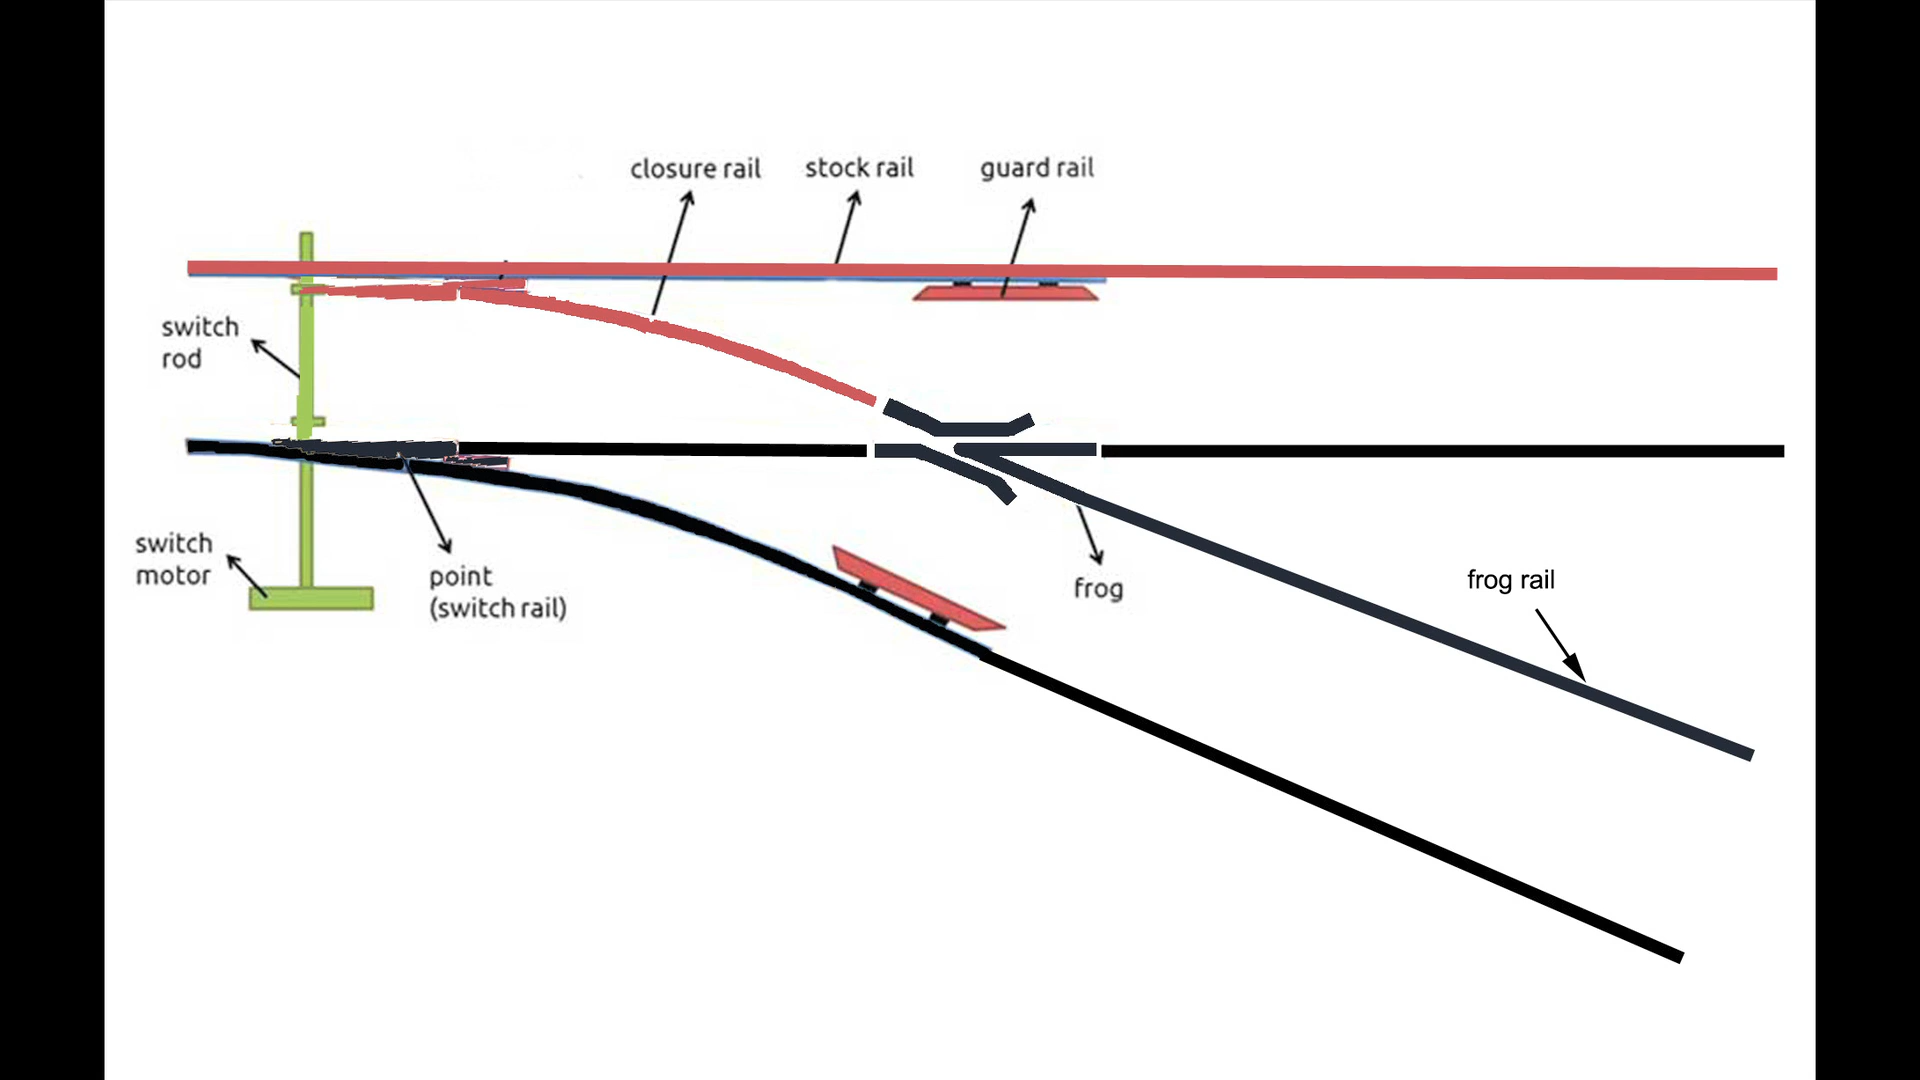 closure rail
stock rail
guard rail
switch
rod
switch
motor
point
(switch rail)
frog
frog rail